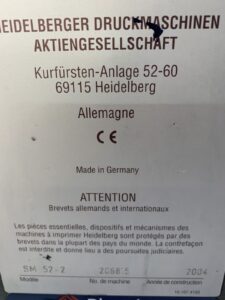 HEIDELBERGER DRUCKMASCHINEN
AKTIENGESELLSCHAFT
Kurfürsten-Anlage 52-60
69115 Heidelberg
Allemagne
CE
Made in Germany
ATTENTION
Brevets allemands et internationaux
Les pièces essentielles, dispositifs et mécanismes des
machines à imprimer Heidelberg sont protégés par des
brevets dans la plupart des pays du monde. La contrefaçon
est interdite et donne lieu a des poursuites judiciaires.
SM 52-2 2004
Modèle No. de machine Année de construction